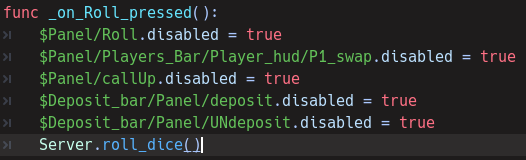 func _on_Roll_pressed():
$Panel/Roll.disabled = true
$Panel/Players_Bar/Player_hud/P1_swap.disabled = true
$Panel/callUp.disabled = true
$Deposit_bar/Panel/deposit.disabled = true
$Deposit_bar/Panel/UNdeposit.disabled = true
Server.roll_dice()